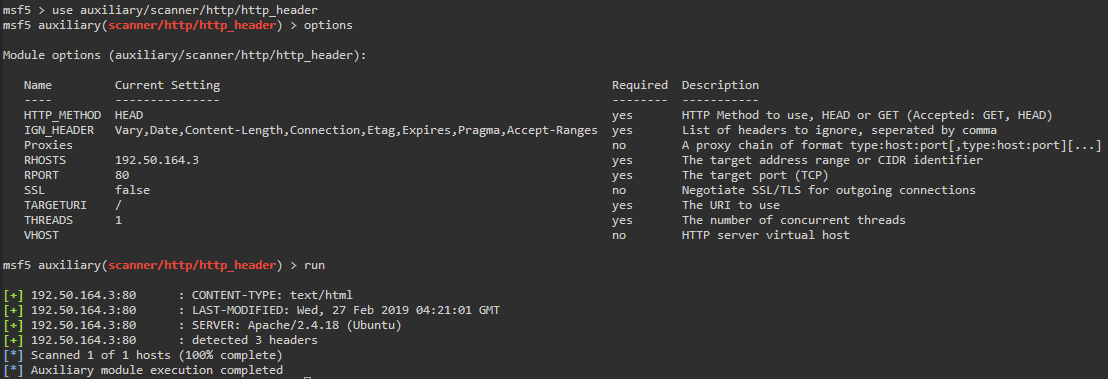 msf5 > use auxiliary/scanner/http/http_header
msf5 auxiliary(scanner/http/http_header) > options
Module options (auxiliary/scanner/http/http_header):
Name Current Setting Required Description
---- --------------- -------- -----------
HTTP_METHOD HEAD yes HTTP Method to use, HEAD or GET (Accepted: GET, HEAD)
IGN_HEADER Vary,Date,Content-Length,Connection,Etag,Expires,Pragma,Accept-Ranges yes List of headers to ignore, seperated by comma
Proxies no A proxy chain of format type:host:port[,type:host:port][...]
RHOSTS 192.50.164.3 yes The target address range or CIDR identifier
RPORT 80 yes The target port (TCP)
SSL false no Negotiate SSL/TLS for outgoing connections
TARGETURI / yes The URI to use
THREADS 1 yes The number of concurrent threads
VHOST no HTTP server virtual host
msf5 auxiliary(scanner/http/http_header) > run
[+] 192.50.164.3:80 : CONTENT-TYPE: text/html
[+] 192.50.164.3:80 : LAST-MODIFIED: Wed, 27 Feb 2019 04:21:01 GMT
[+] 192.50.164.3:80 : SERVER: Apache/2.4.18 (Ubuntu)
[+] 192.50.164.3:80 : detected 3 headers
[*] Scanned 1 of 1 hosts (100% complete)
[*] Auxiliary module execution completed